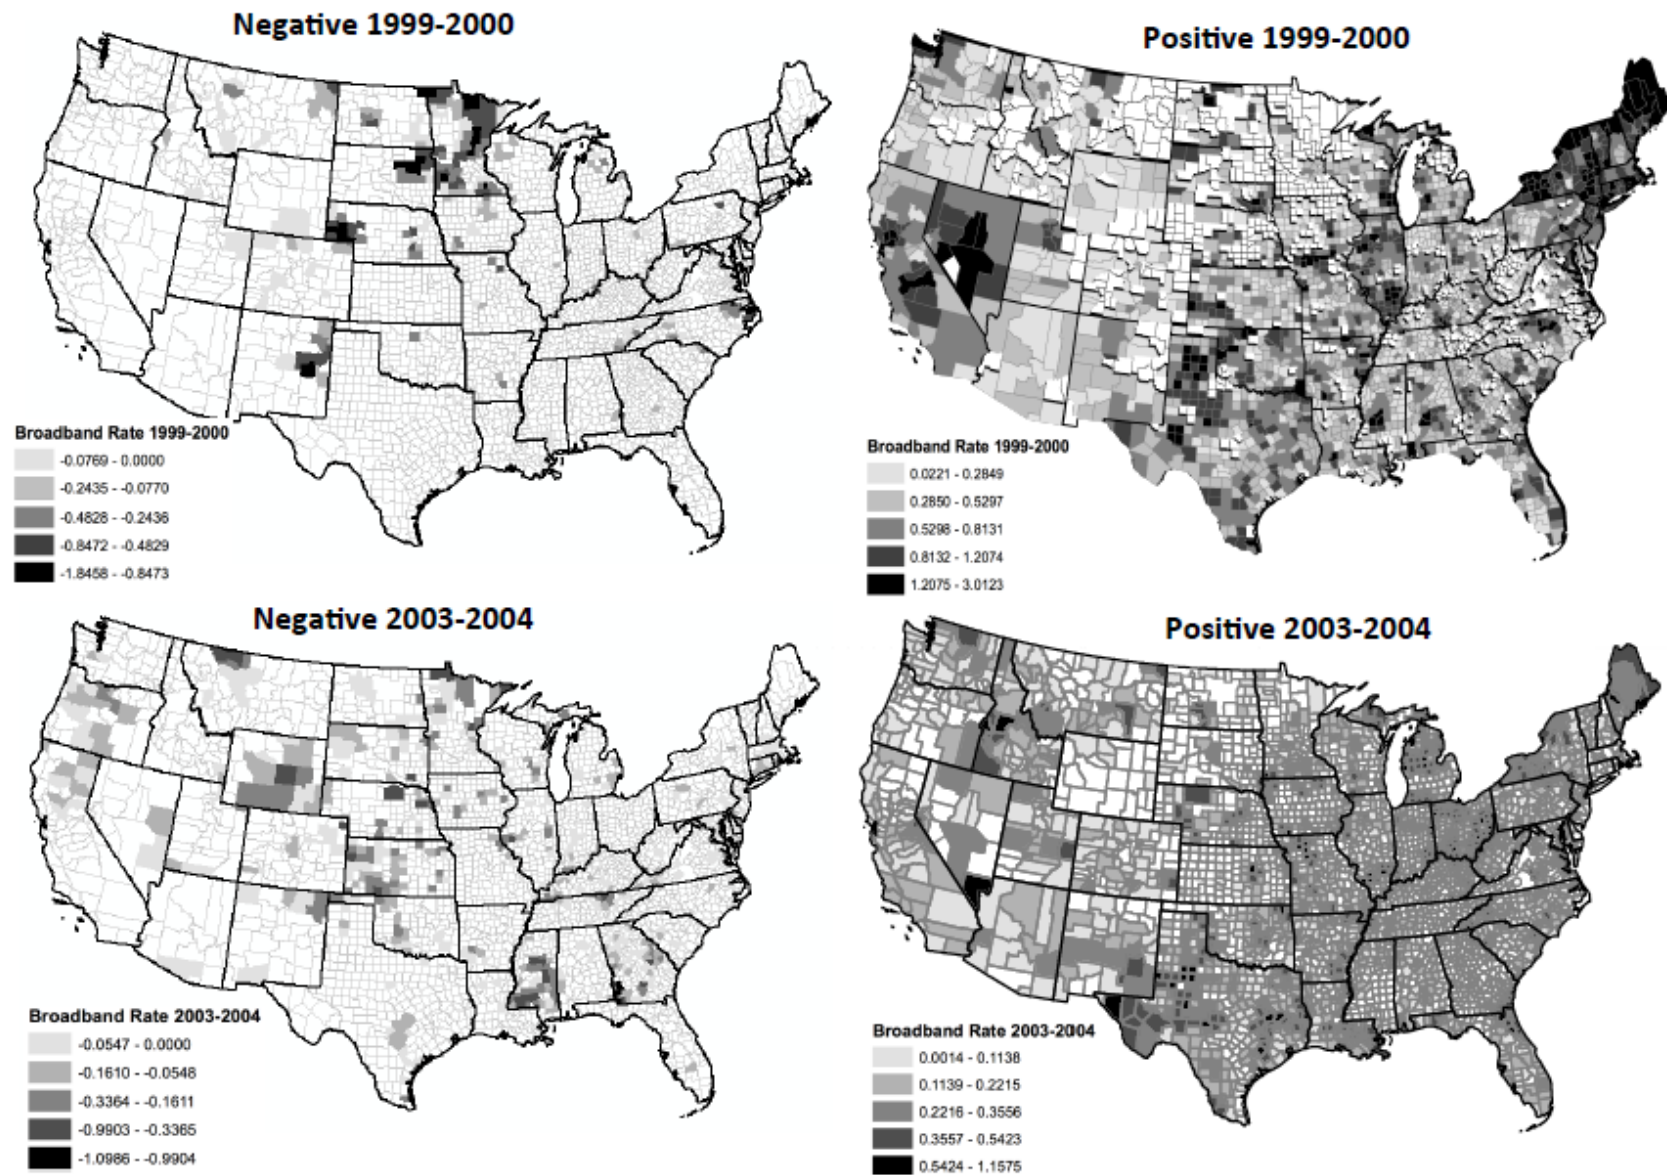 Negative 1999-2000
Positive 1999-2000
Broadband Rate 1999-2000
-0.0769 - 0.0000
-0.2435 - -0.0770
-0.4828 - -0.2436
-0.8472 - -0.4829
-1.8458 - -0.8473
Broadband Rate 1999-2000
0.0221 - 0.2849
0.2850 - 0.5297
0.5298 - 0.8131
0.8132 - 1.2074
1.2075 - 3.0123
Negative 2003-2004
Positive 2003-2004
Broadband Rate 2003-2004
-0.0547 - 0.0000
-0.1610 - -0.0548
-0.3364 - -0.1611
-0.9903 - -0.3365
-1.0986 - -0.9904
Broadband Rate 2003-2004
0.0014 - 0.1138
0.1139 - 0.2215
0.2216 - 0.3556
0.3557 - 0.5423
0.5424 - 1.1575